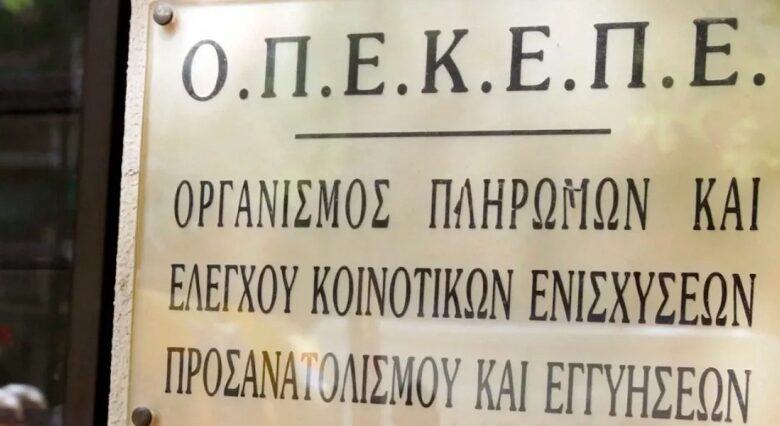 Ο.Π.Ε.Κ.Ε.Π.Ε.
ΟΡΓΑΝΙΣΜΟΣ ΠΛΗΡΩΜΩΝ ΚΑΙ
ΕΛΕΓΧΟΥ ΚΟΙΝΟΤΙΚΩΝ ΕΝΙΣΧΥΣΕΩΝ
ΠΡΟΣΑΝΑΤΟΛΙΣΜΟΥ ΚΑΙ ΕΓΓΥΗΣΕΩΝ